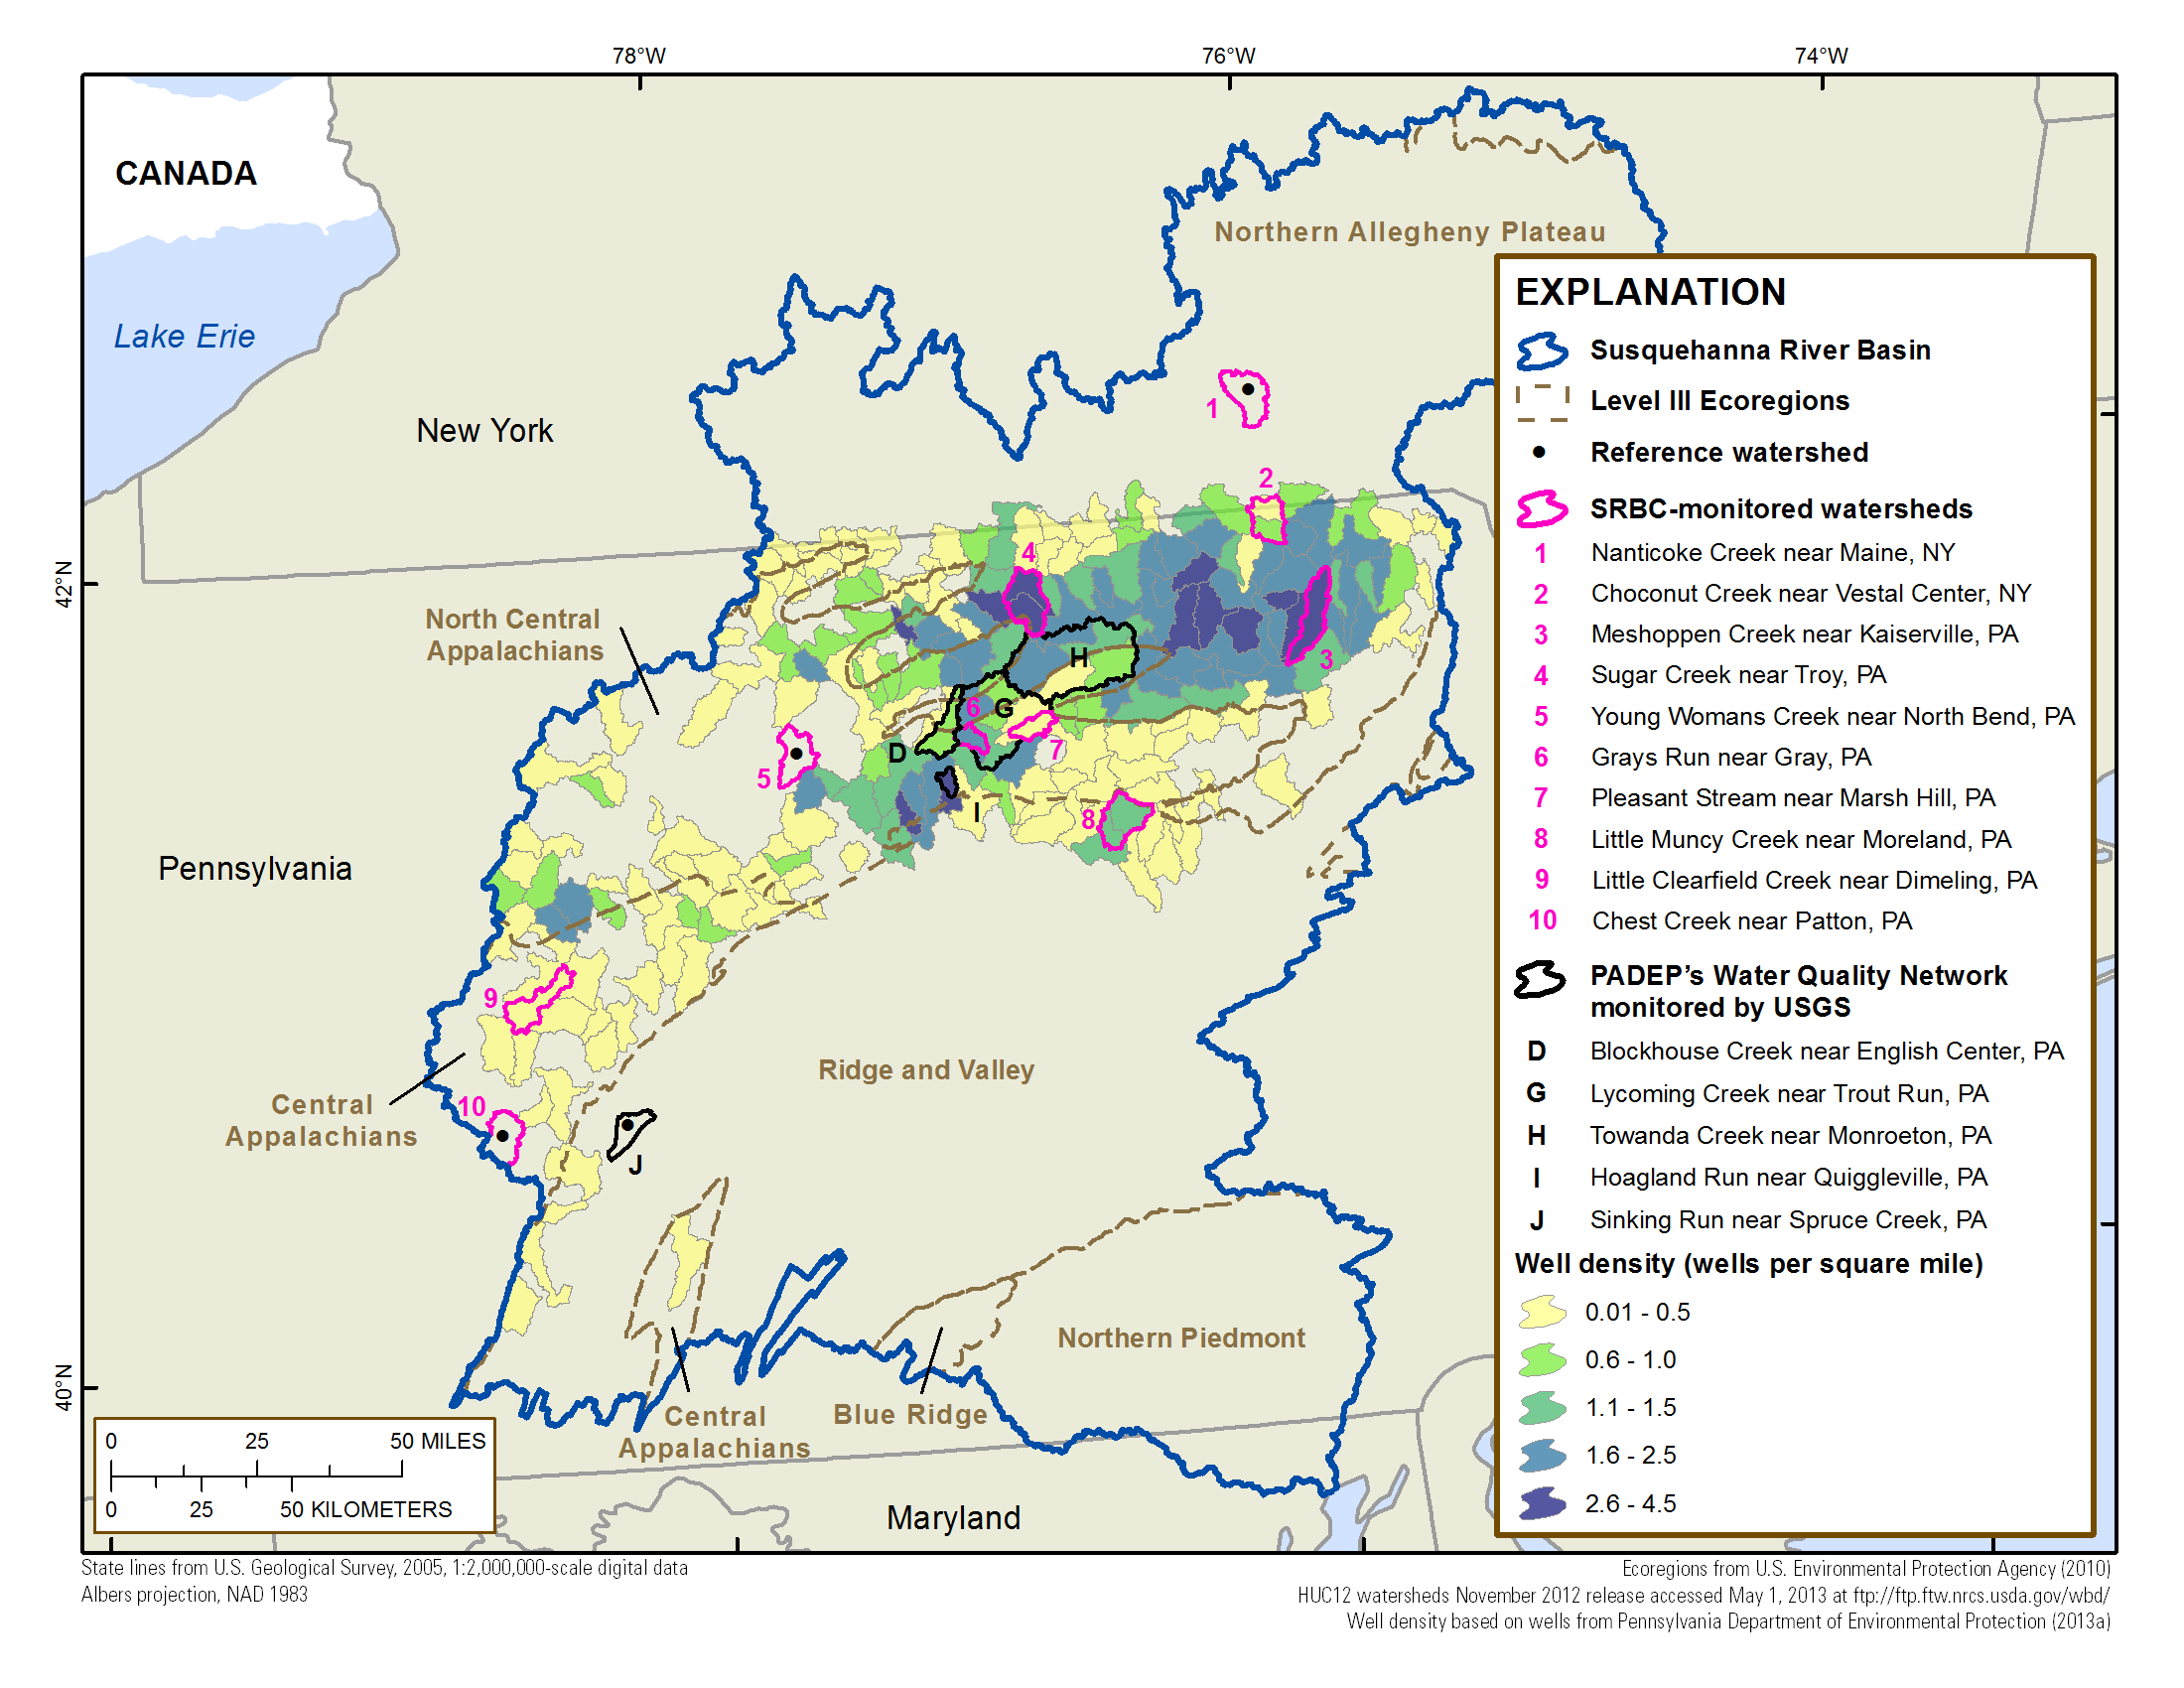 78°W
76°W
74°W
CANADA
Northern Allegheny Plateau
EXPLANATION
Lake Erie
Susquehanna River Basin
Level III Ecoregions
New York
1
Reference watershed
2
SRBC-monitored watersheds
1 Nanticoke Creek near Maine, NY
2 Choconut Creek near Vestal Center, NY
3 Meshoppen Creek near Kaiserville, PA
4 Sugar Creek near Troy, PA
5 Young Womans Creek near North Bend, PA
6 Grays Run near Gray, PA
7 Pleasant Stream near Marsh Hill, PA
8 Little Muncy Creek near Moreland, PA
9 Little Clearfield Creek near Dimeling, PA
10 Chest Creek near Patton, PA
4
42°N
North Central
Appalachians
H
3
6
G
D
7
5
I
8
Pennsylvania
PADEP’s Water Quality Network
monitored by USGS
D Blockhouse Creek near English Center, PA
G Lycoming Creek near Trout Run, PA
H Towanda Creek near Monroeton, PA
I Hoagland Run near Quiggleville, PA
J Sinking Run near Spruce Creek, PA
9
Ridge and Valley
Central
Appalachians
10
J
Well density (wells per square mile)
0.01 - 0.5
0.6 - 1.0
1.1 - 1.5
1.6 - 2.5
2.6 - 4.5
Northern Piedmont
40°N
Central
Appalachians
Blue Ridge
0 25 50 MILES
0 25 50 KILOMETERS
Maryland
State lines from U.S. Geological Survey, 2005, 1:2,000,000-scale digital data
Albers projection, NAD 1983
Ecoregions from U.S. Environmental Protection Agency (2010)
HUC12 watersheds November 2012 release accessed May 1, 2013 at ftp://ftp.ftw.nrcs.usda.gov/wbd/
Well density based on wells from Pennsylvania Department of Environmental Protection (2013a)